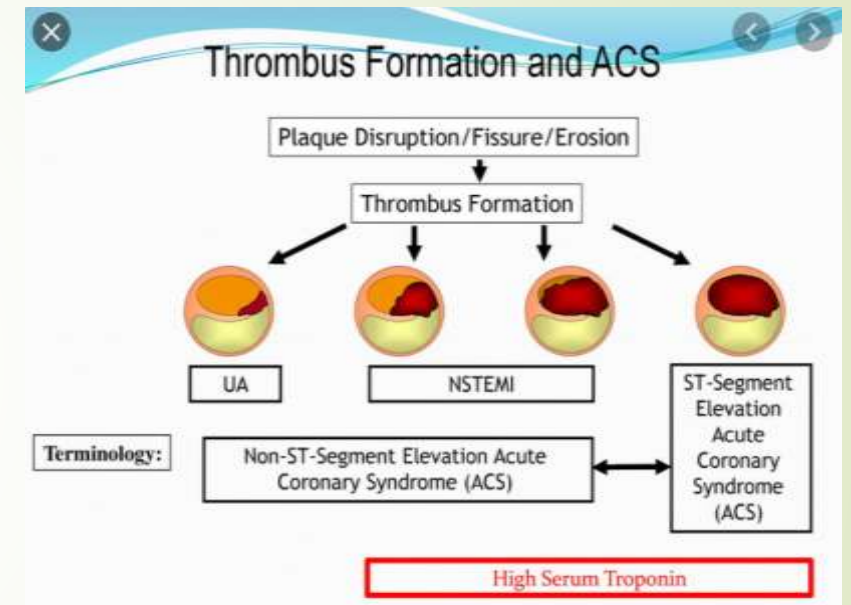 Thrombus Formation and ACS
Plaque Disruption/Fissure/Erosion
Thrombus Formation
UA
NSTEMI
ST-Segment
Elevation
Acute
Coronary
Syndrome
(ACS)
Terminology:
Non-ST-Segment Elevation Acute
Coronary Syndrome (ACS)
High Serum Troponin